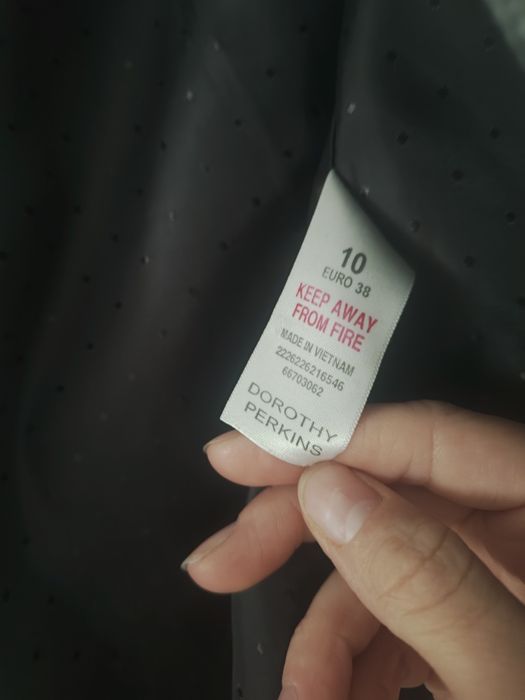 10
EURO 38
KEEP AWAY
FROM FIRE
MADE IN VIETNAM
2226226216546
66703062
DOROTHY
PERKINS